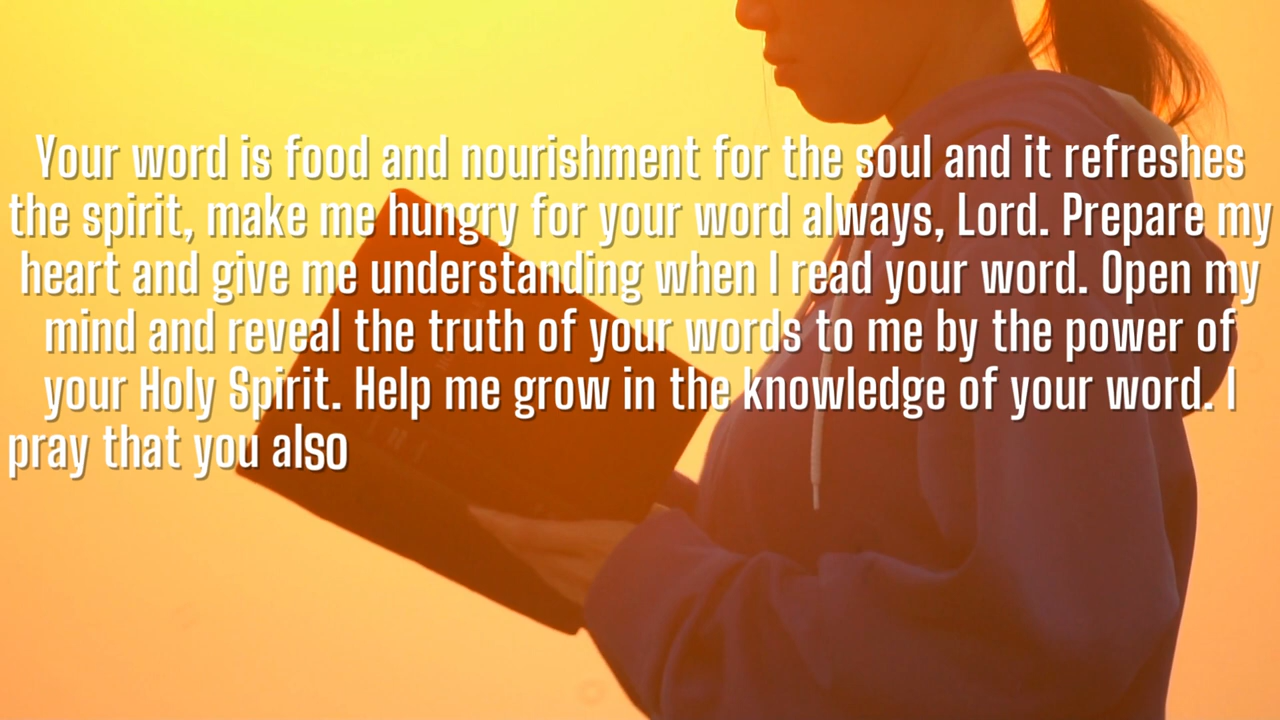 Your word is food and nourishment for the soul and it refreshes
the spirit, make me hungry for your word always, Lord. Prepare my
heart and give me understanding when I read your word. Open my
mind and reveal the truth of your words to me by the power of
your Holy Spirit. Help me grow in the knowledge of your word. I
pray that you also